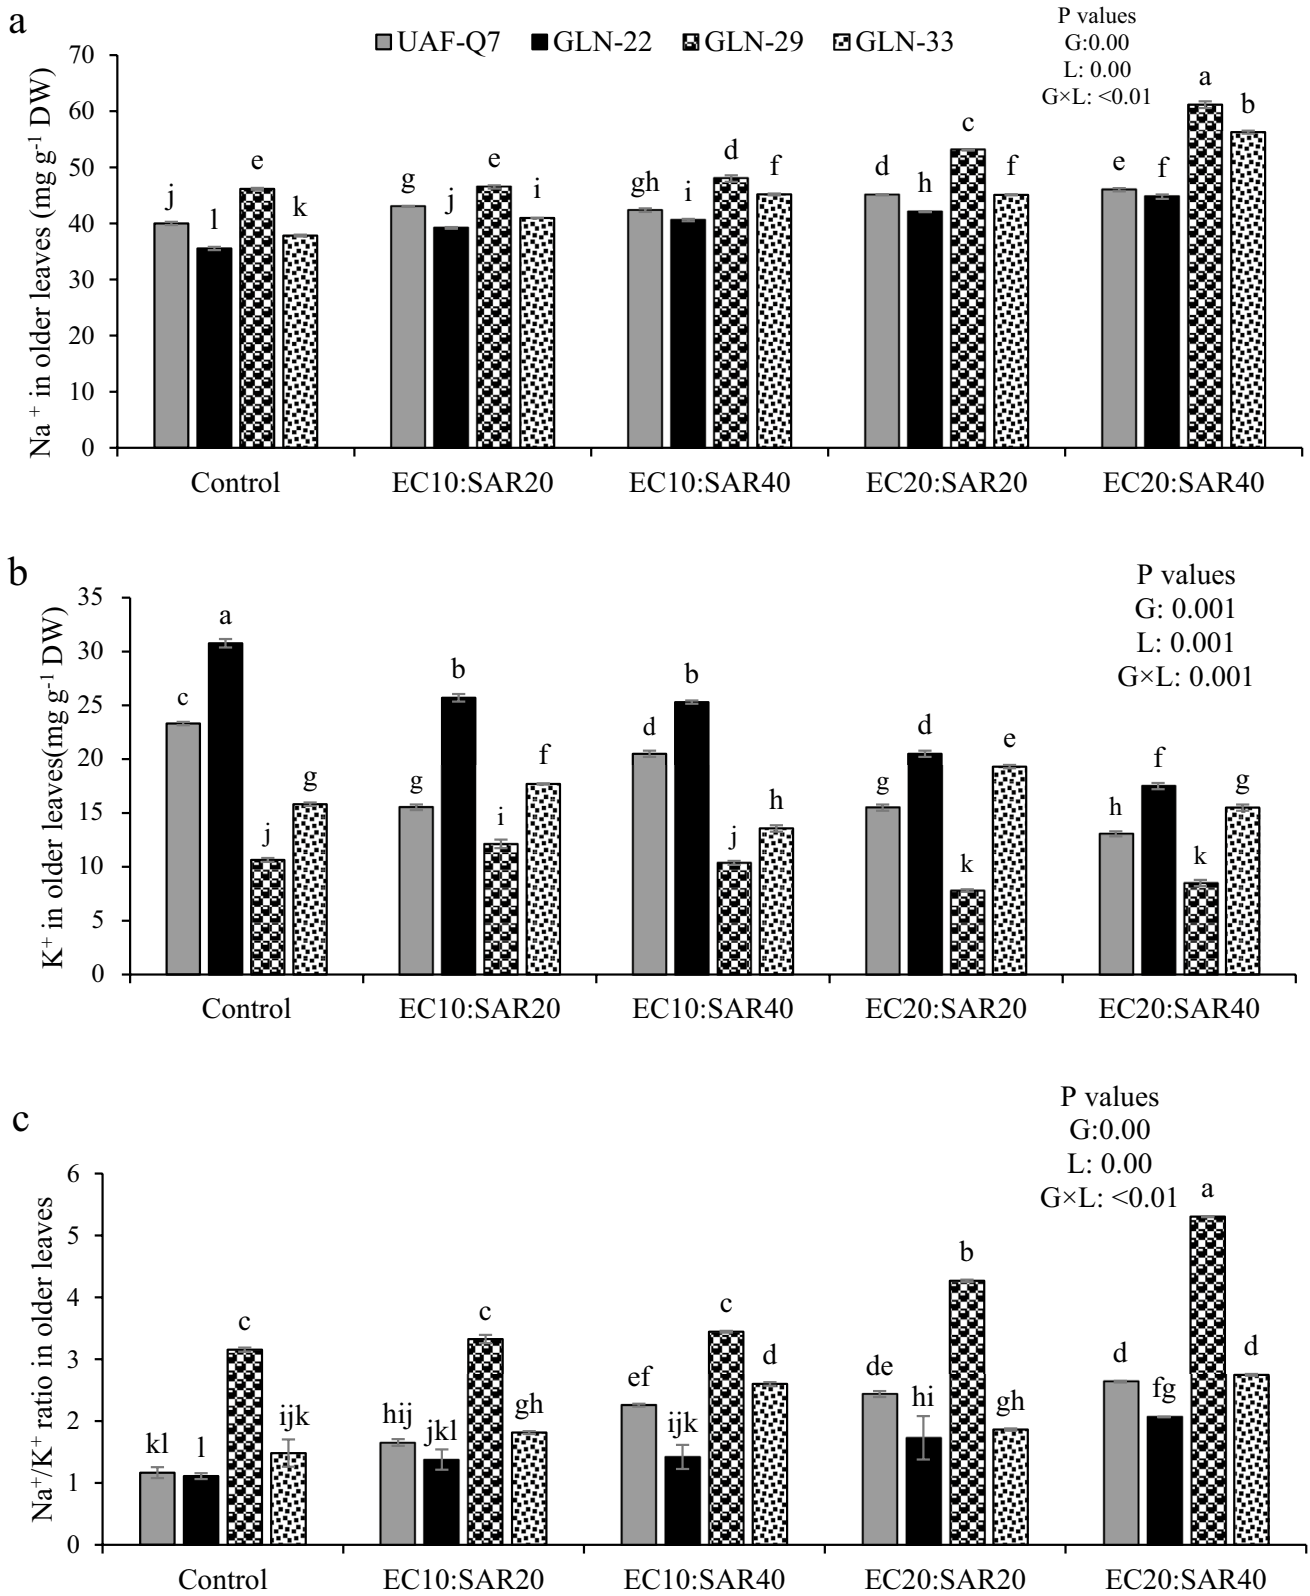 a
UAF-Q7 GLN-22 GLN-29 GLN-33
P values
G:0.00
L: 0.00
G×L: <0.01
Na⁺ in older leaves (mg g⁻¹ DW)
70
60
50
40
30
20
10
0
j l e k
g j e i
gh i d f
d h c f
e f a b
Control EC10:SAR20 EC10:SAR40 EC20:SAR20 EC20:SAR40
b
P values
G: 0.001
L: 0.001
G×L: 0.001
K⁺ in older leaves(mg g⁻¹ DW)
35
30
25
20
15
10
5
0
c a j g
g b i f
d b j h
g d k e
h f k g
Control EC10:SAR20 EC10:SAR40 EC20:SAR20 EC20:SAR40
c
P values
G:0.00
L: 0.00
G×L: <0.01
Na⁺/K⁺ ratio in older leaves
6
5
4
3
2
1
0
kl l c ijk
hij jkl c gh
ef ijk c d
de hi b gh
d fg a d
Control EC10:SAR20 EC10:SAR40 EC20:SAR20 EC20:SAR40